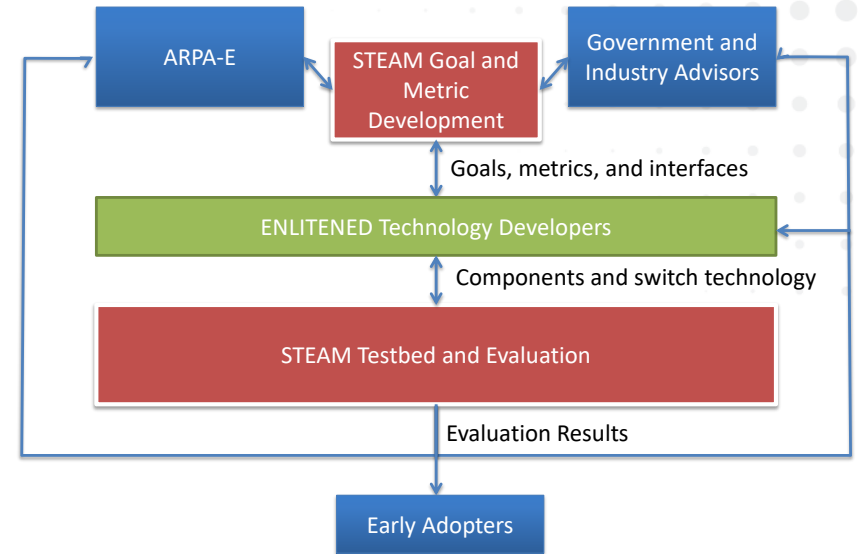 ARPA-E
STEAM Goal and
Metric
Development
Government and
Industry Advisors
Goals, metrics, and interfaces
ENLITENED Technology Developers
Components and switch technology
STEAM Testbed and Evaluation
Evaluation Results
Early Adopters